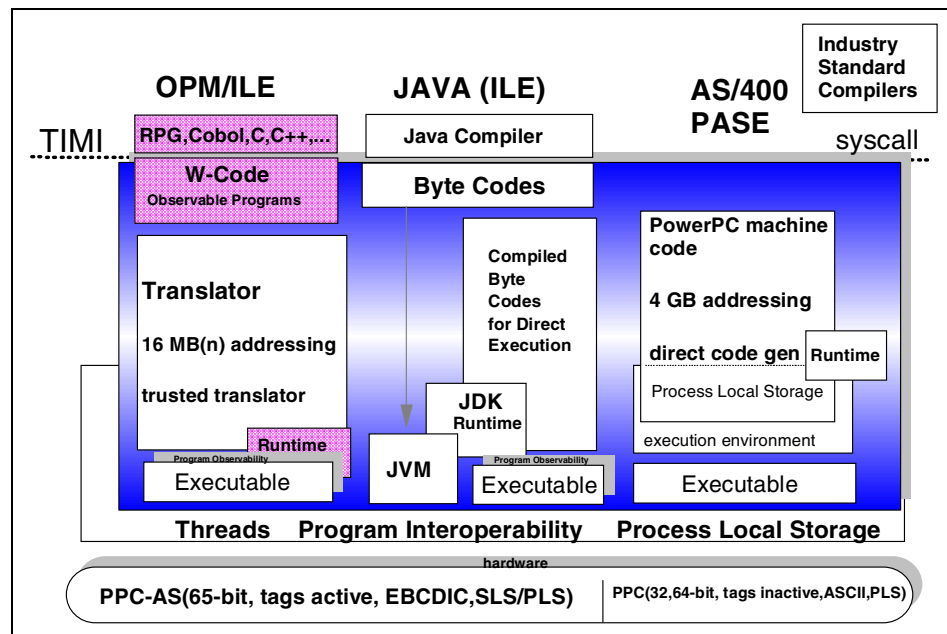 Industry
Standard
Compilers
OPM/ILE
JAVA (ILE)
AS/400
PASE
TIMI
RPG,Cobol,C,C++,...
Java Compiler
syscall
W-Code
Observable Programs
Byte Codes
Translator
16 MB(n) addressing
trusted translator
Runtime
Program Observability
Executable
Compiled
Byte
Codes
for Direct
Execution
JDK
Runtime
JVM
Program Observability
Executable
PowerPC machine
code
4 GB addressing
direct code gen
Runtime
Process Local Storage
execution environment
Executable
Threads
Program Interoperability
Process Local Storage
hardware
PPC-AS(65-bit, tags active, EBCDIC,SLS/PLS)
PPC(32,64-bit, tags inactive,ASCII,PLS)